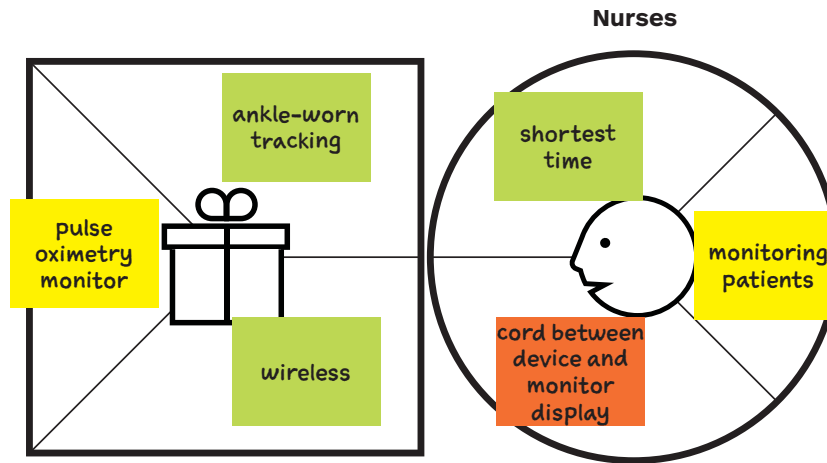 Nurses
ankle-worn
tracking
pulse
oximetry
monitor
wireless
shortest
time
monitoring
patients
cord between
device and
monitor
display